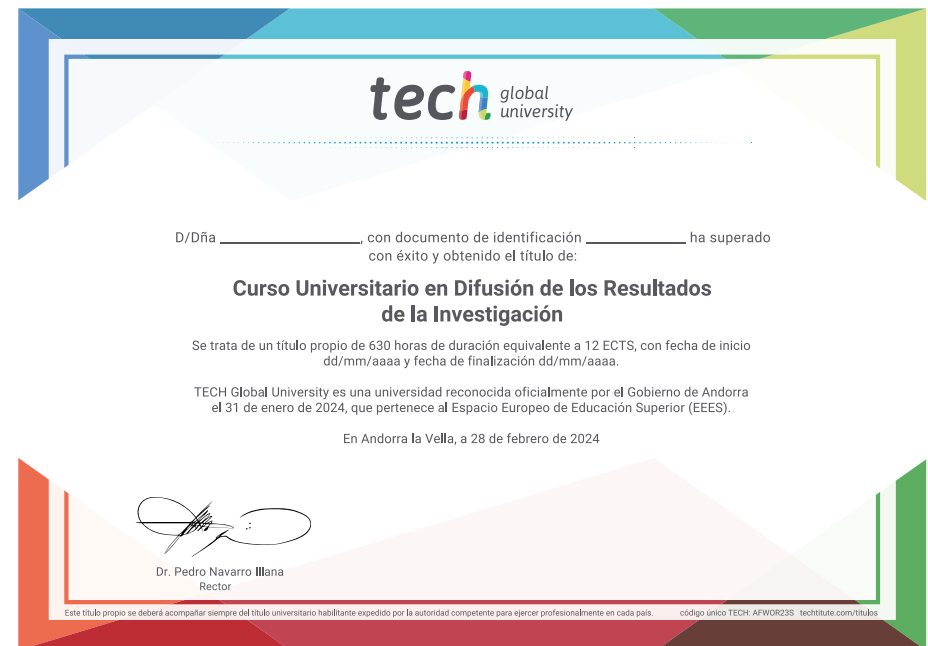 tech global university
D/Dña ____________________, con documento de identificación ______________ ha superado
con éxito y obtenido el título de:
Curso Universitario en Difusión de los Resultados
de la Investigación
Se trata de un título propio de 630 horas de duración equivalente a 12 ECTS, con fecha de inicio
dd/mm/aaaa y fecha de finalización dd/mm/aaaa.
TECH Global University es una universidad reconocida oficialmente por el Gobierno de Andorra
el 31 de enero de 2024, que pertenece al Espacio Europeo de Educación Superior (EEES).
En Andorra la Vella, a 28 de febrero de 2024
Dr. Pedro Navarro Illana
Rector
Este título propio se deberá acompañar siempre del título universitario habilitante expedido por la autoridad competente para ejercer profesionalmente en cada país. código único TECH: AFWOR23S techtitute.com/titulos